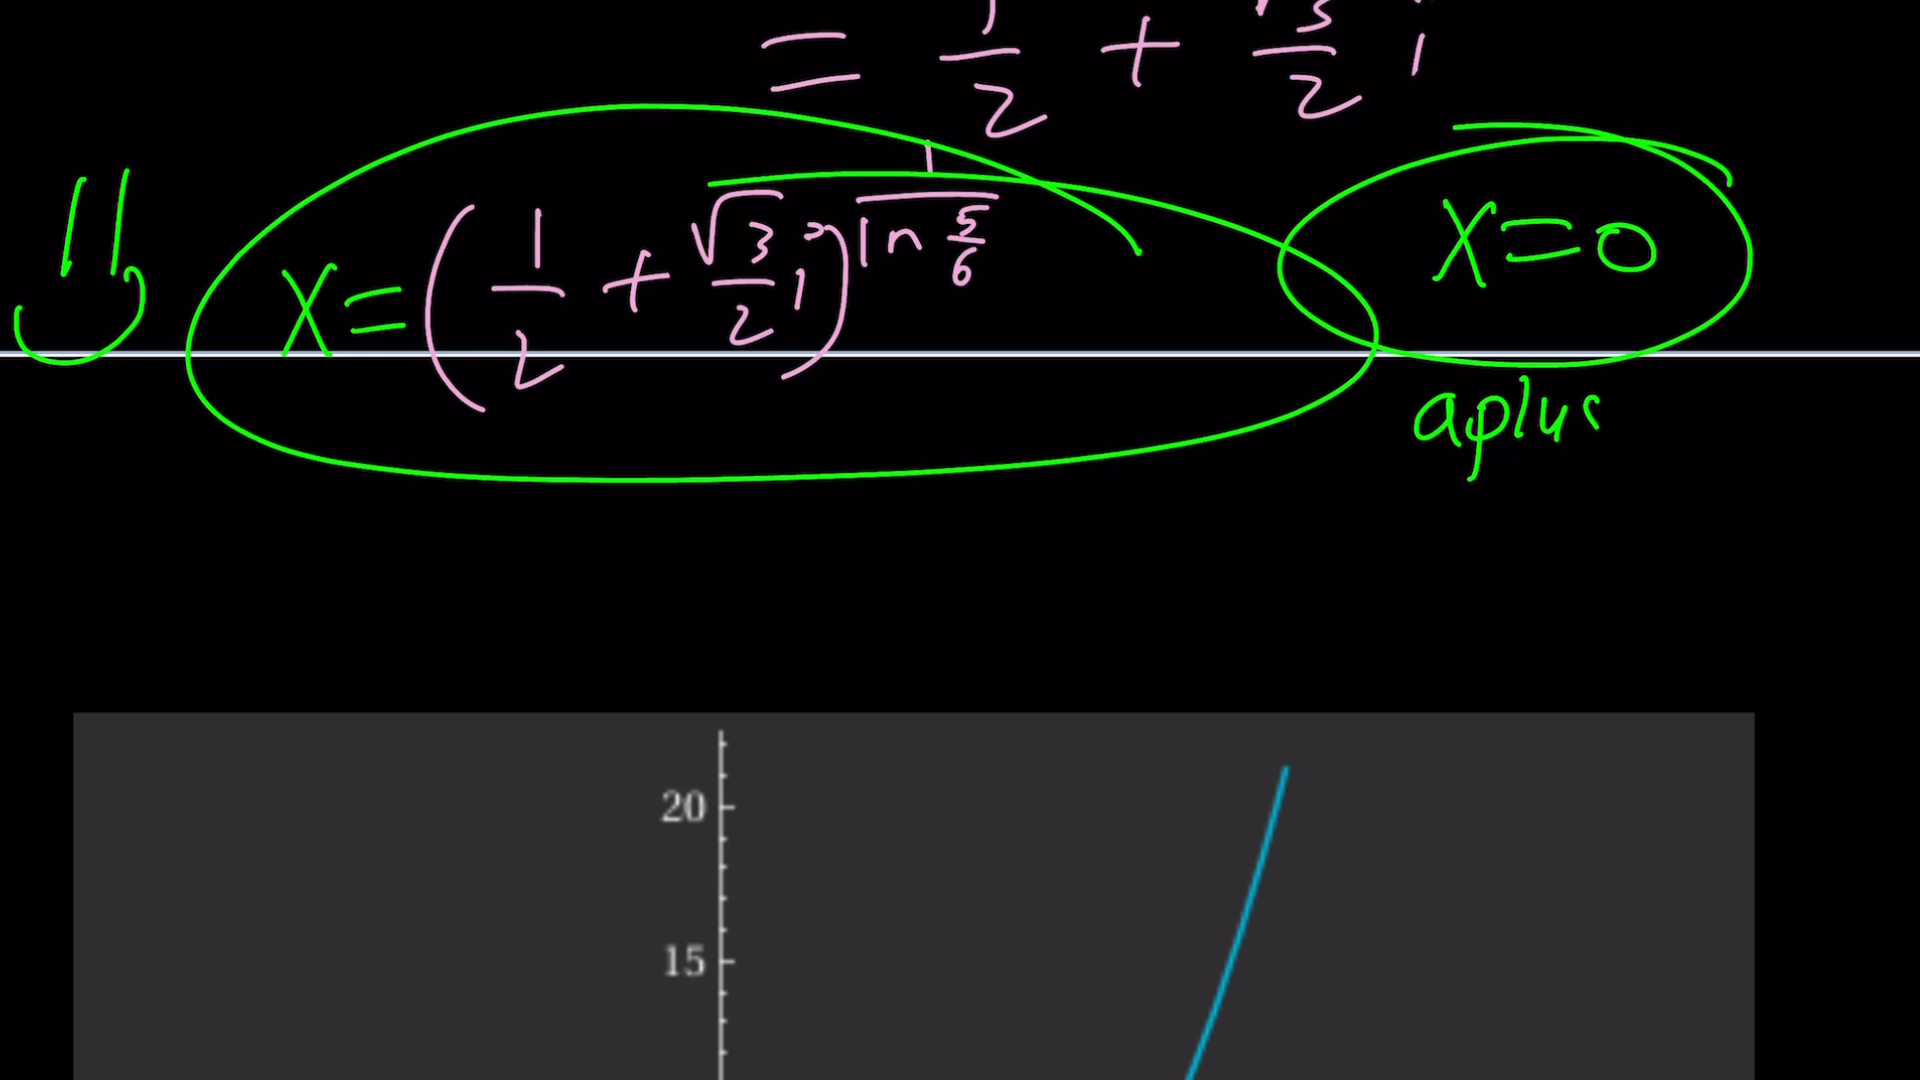 = 1/2 + √3/2 i
x = (1/2 + √3/2 i)^(1/ln 5/6) x=0
aplus
20
15